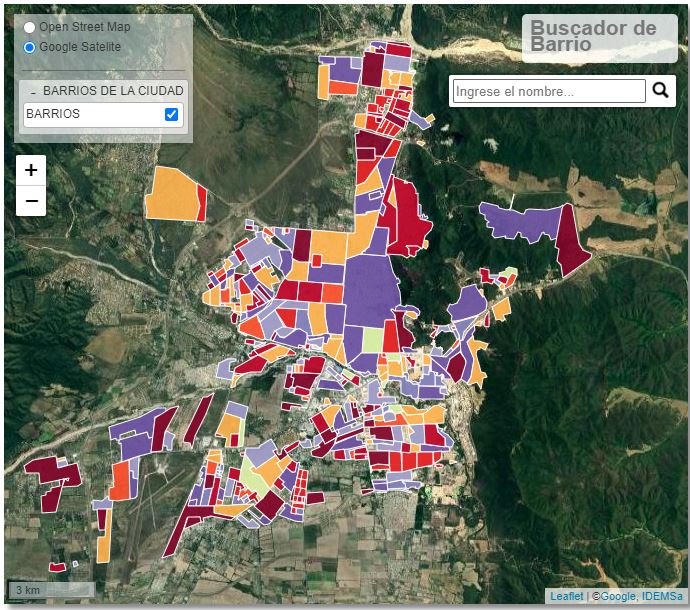 Open Street Map
Google Satelite
- BARRIOS DE LA CIUDAD
BARRIOS
+
−
Buscador de
Barrio
Ingrese el nombre...
3 km
Leaflet | ©Google, IDEMSa